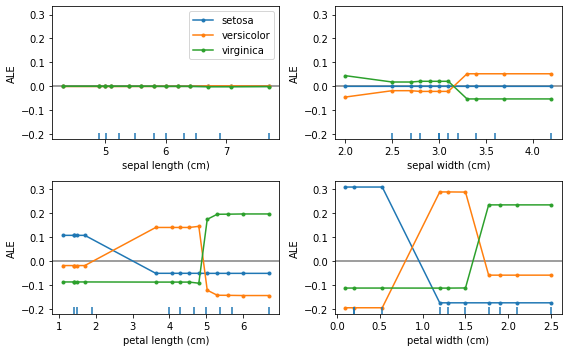 0.3
0.2
0.1
0.0
−0.1
−0.2
ALE
5 6 7
sepal length (cm)
setosa
versicolor
virginica
0.3
0.2
0.1
0.0
−0.1
−0.2
ALE
2.0 2.5 3.0 3.5 4.0
sepal width (cm)
0.3
0.2
0.1
0.0
−0.1
−0.2
ALE
1 2 3 4 5 6
petal length (cm)
0.3
0.2
0.1
0.0
−0.1
−0.2
ALE
0.0 0.5 1.0 1.5 2.0 2.5
petal width (cm)